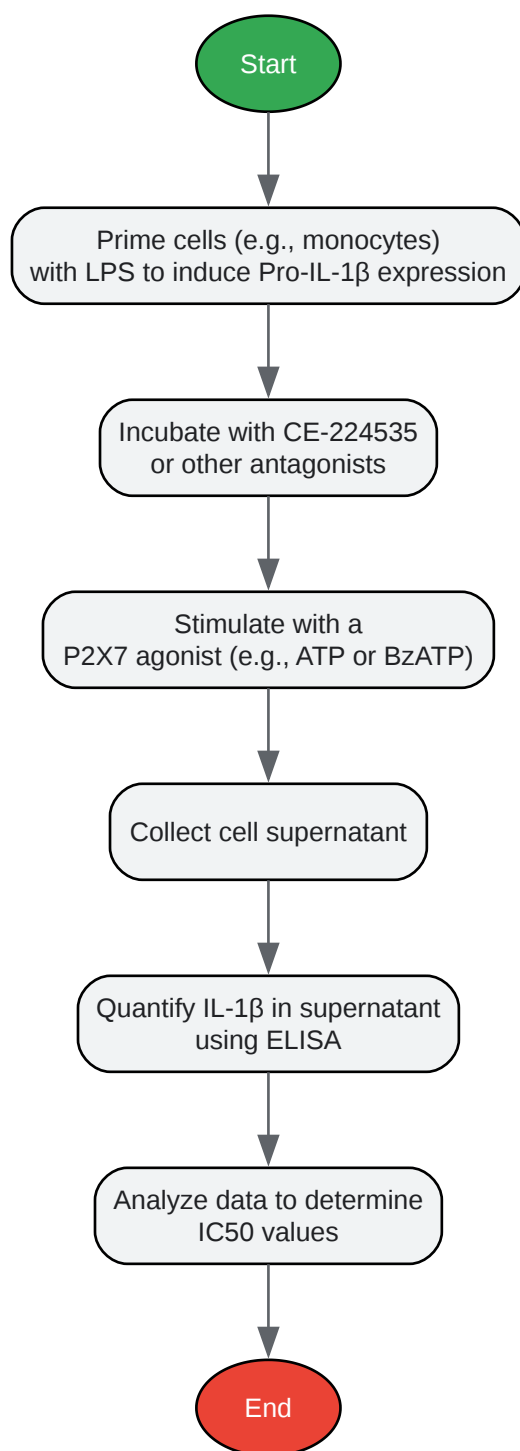 Start
Prime cells (e.g., monocytes)
with LPS to induce Pro-IL-1β expression
Incubate with CE-224535
or other antagonists
Stimulate with a
P2X7 agonist (e.g., ATP or BzATP)
Collect cell supernatant
Quantify IL-1β in supernatant
using ELISA
Analyze data to determine
IC50 values
End